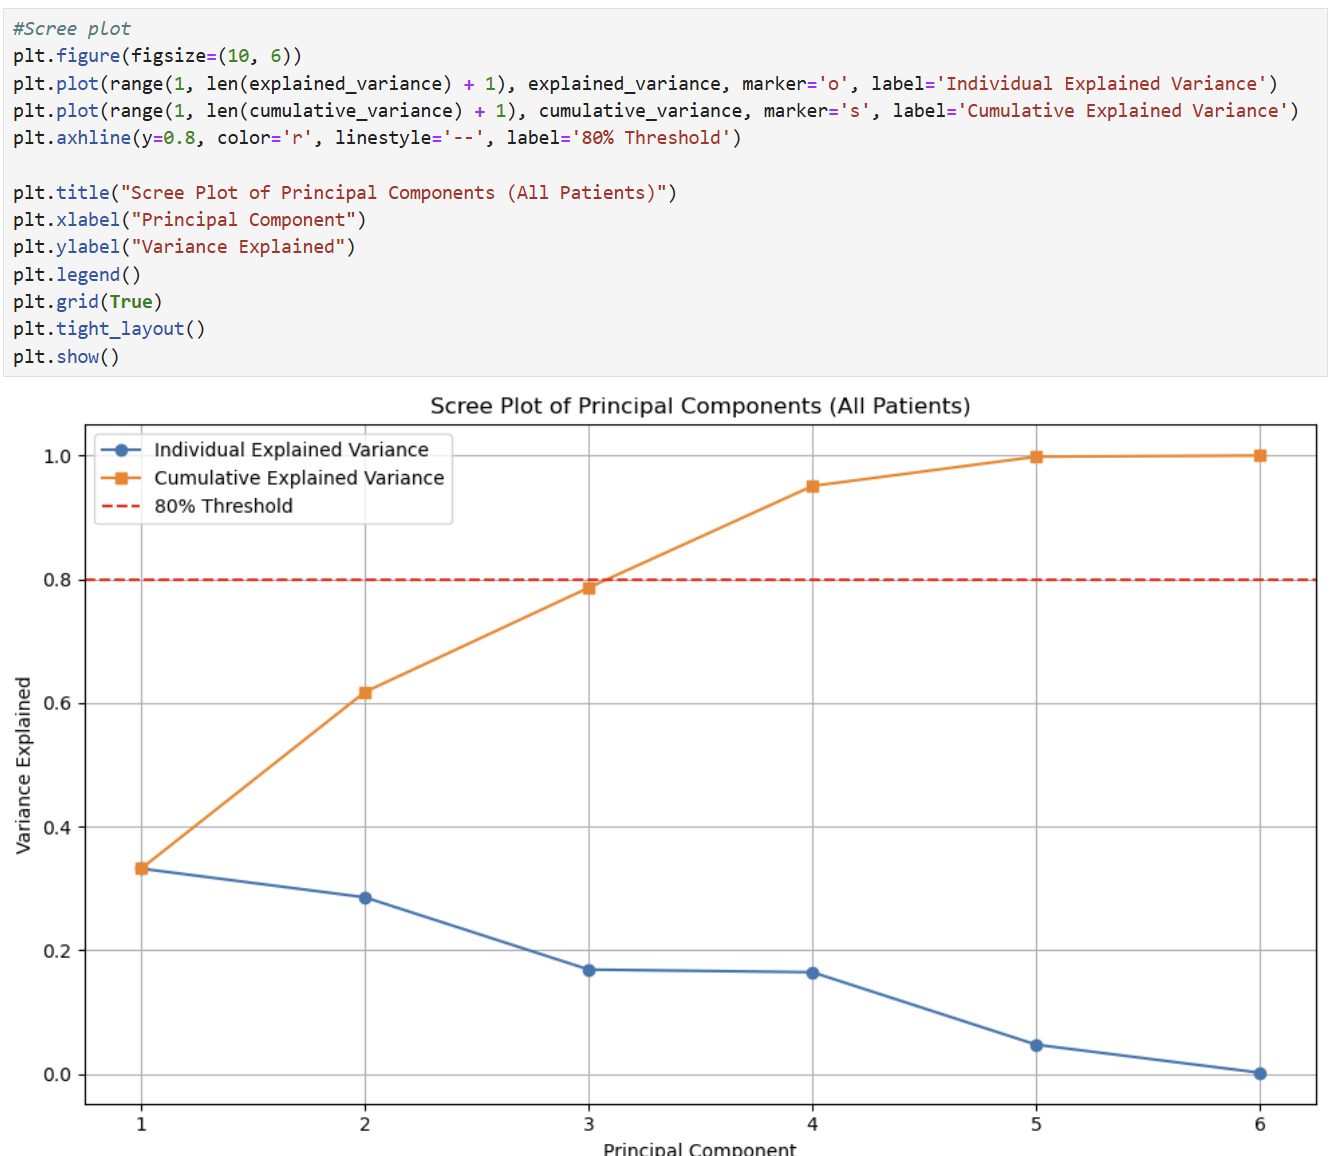 #Scree plot
plt.figure(figsize=(10, 6))
plt.plot(range(1, len(explained_variance) + 1), explained_variance, marker='o', label='Individual Explained Variance')
plt.plot(range(1, len(cumulative_variance) + 1), cumulative_variance, marker='s', label='Cumulative Explained Variance')
plt.axhline(y=0.8, color='r', linestyle='--', label='80% Threshold')
plt.title("Scree Plot of Principal Components (All Patients)")
plt.xlabel("Principal Component")
plt.ylabel("Variance Explained")
plt.legend()
plt.grid(True)
plt.tight_layout()
plt.show()
Scree Plot of Principal Components (All Patients)
Individual Explained Variance
Cumulative Explained Variance
80% Threshold
1.0
0.8
0.6
0.4
0.2
0.0
Variance Explained
1 2 3 4 5 6
Principal Component